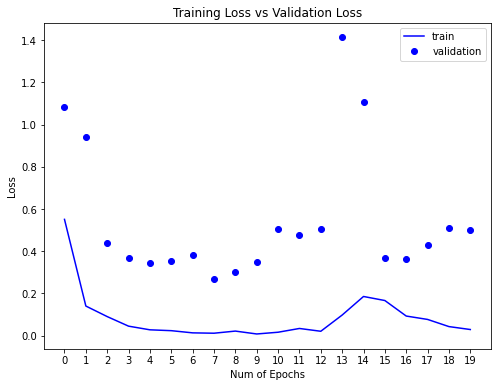 Training Loss vs Validation Loss
train
validation
1.4
1.2
1.0
0.8
0.6
0.4
0.2
0.0
Loss
0 1 2 3 4 5 6 7 8 9 10 11 12 13 14 15 16 17 18 19
Num of Epochs